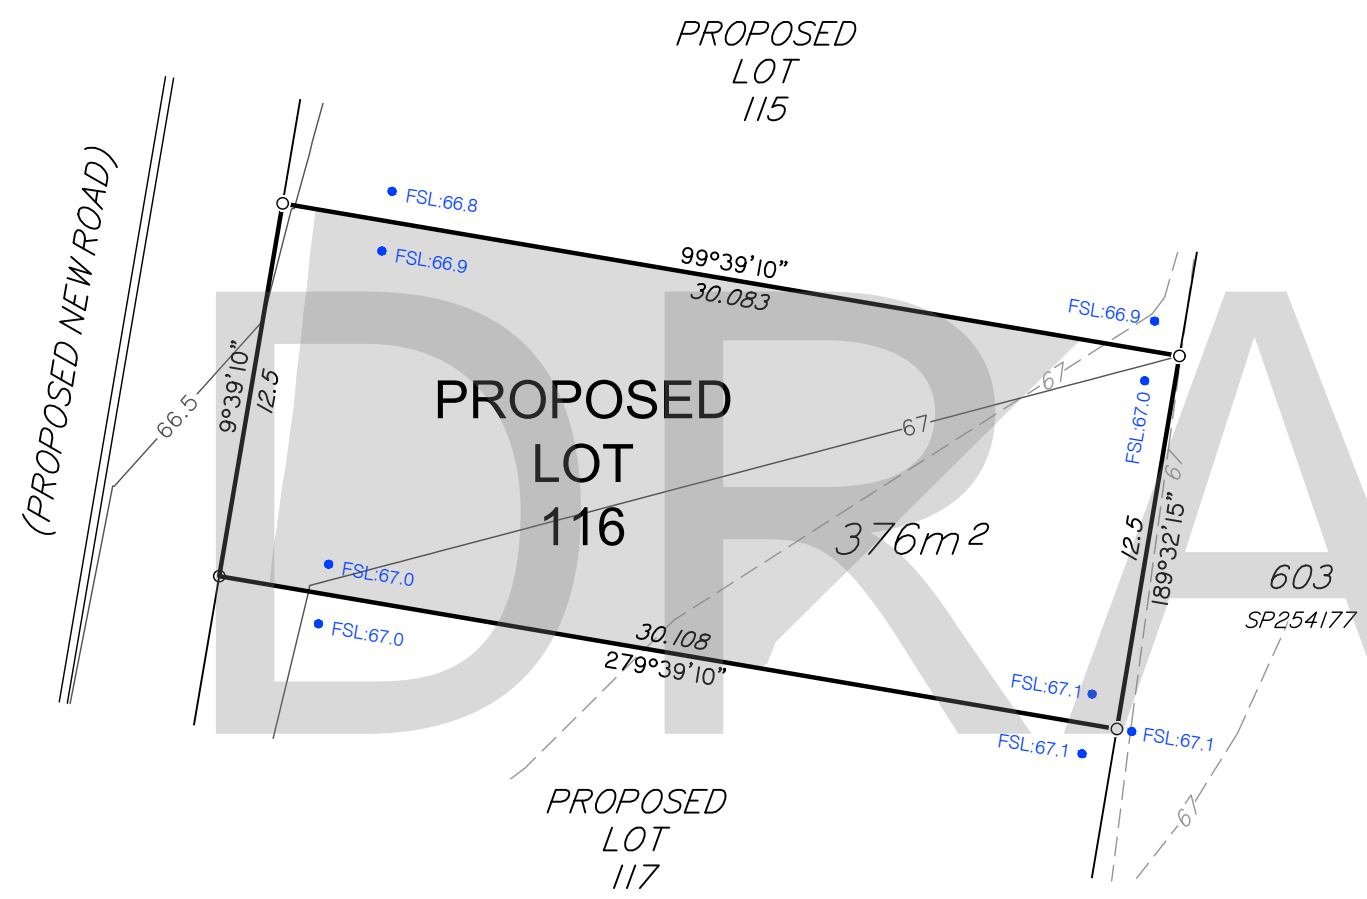 PROPOSED
LOT
115
(PROPOSED NEW ROAD)
FSL:66.8
FSL:66.9
99°39'10"
30.083
FSL:66.9
67
67
FSL:67.0
66.5
9°39'10"
12.5
PROPOSED
LOT
116
376m²
67
12.5
189°32'15"
603
SP254177
FSL:67.0
FSL:67.0
30.108
279°39'10"
FSL:67.1
FSL:67.1
FSL:67.1
67
PROPOSED
LOT
117
DRA